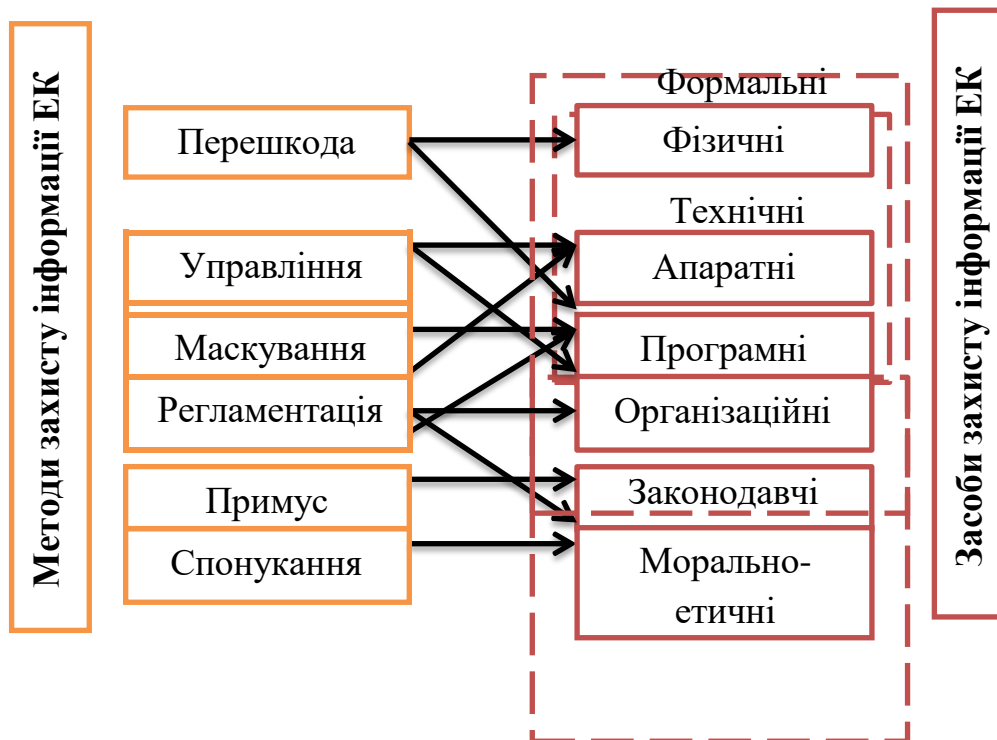 Методи захисту інформації ЕК
Перешкода
Управління
Маскування
Регламентація
Примус
Спонукання
Формальні
Фізичні
Технічні
Апаратні
Програмні
Організаційні
Законодавчі
Морально-
етичні
Засоби захисту інформації ЕК